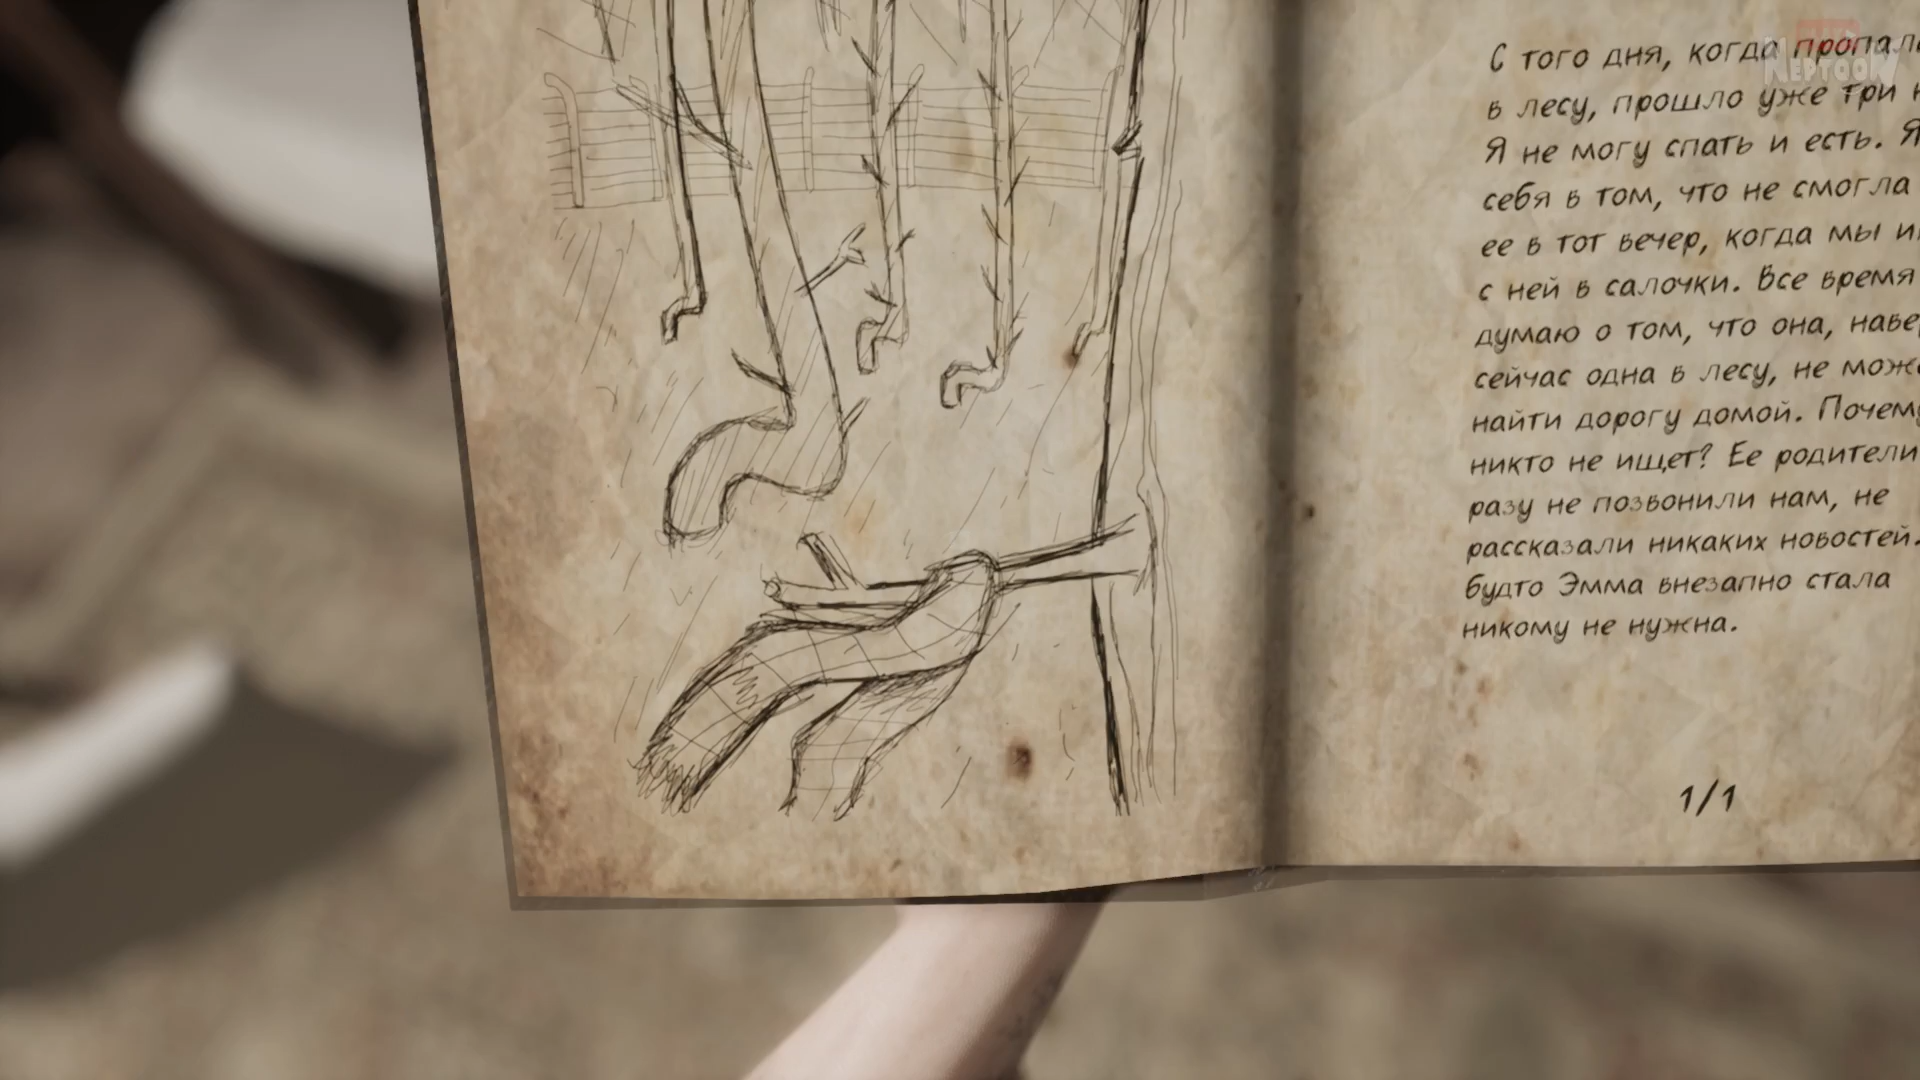 NEPTOON
С того дня, когда
в лесу, прошло уже три
Я не могу спать и есть. Я
себя в том, что не смогла
ее в тот вечер, когда мы
с ней в салочки. Все время
думаю о том, что она,
сейчас одна в лесу, не
найти дорогу домой.
никто не ищет? Ее родители
разу не позвонили нам, не
рассказали никаких новостей.
будто Эмма внезапно стала
никому не нужна.
1/1